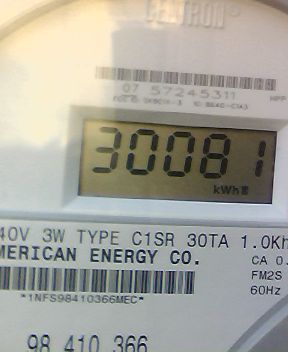 CENTRON®
07 57245311
30081
kWh
40V 3W TYPE C1SR 30TA 1.0Kh
MERICAN ENERGY CO.
CA 0.
FM2S
60Hz
*1NFS98410366MEC*
98 410 366